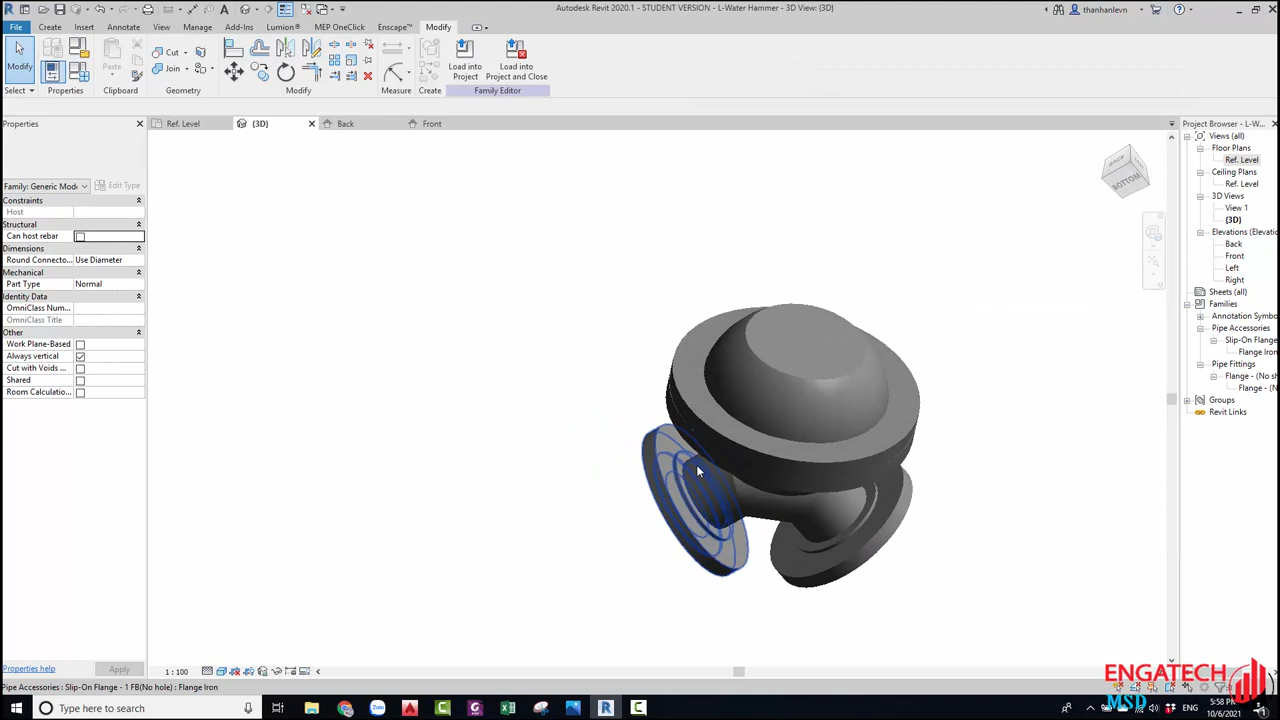 Autodesk Revit 2020.1 - STUDENT VERSION - L-Water Hammer - 3D View: {3D}
thanhlevn
File Create Insert Annotate View Manage Add-Ins Lumion® MEP OneClick Enscape™ Modify
Modify
Paste
Cut
Join
Load into Project
Load into Project and Close
Select Properties Clipboard Geometry Modify Measure Create Family Editor
Properties
Ref. Level {3D} Back Front
Project Browser - L-W...
Family: Generic Mode
Edit Type
Constraints
Host
Structural
Can host rebar
Dimensions
Round Connecto... Use Diameter
Mechanical
Part Type Normal
Identity Data
OmniClass Num...
OmniClass Title
Other
Work Plane-Based
Always vertical
Cut with Voids ...
Shared
Room Calculatio...
Properties help
Apply
BACK
BOTTOM
Views (all)
Floor Plans
Ref. Level
Ceiling Plans
Ref. Level
3D Views
View 1
{3D}
Elevations (Elevatio
Back
Front
Left
Right
Sheets (all)
Families
Annotation Symbo
Pipe Accessories
Slip-On Flange
Flange Iron
Pipe Fittings
Flange - (No sh
Flange - (N
Groups
Revit Links
1 : 100
Pipe Accessories : Slip-On Flange - 1 FB(No hole) : Flange Iron
ENGATECH
MSD
Type here to search
5:58 PM
10/6/2021